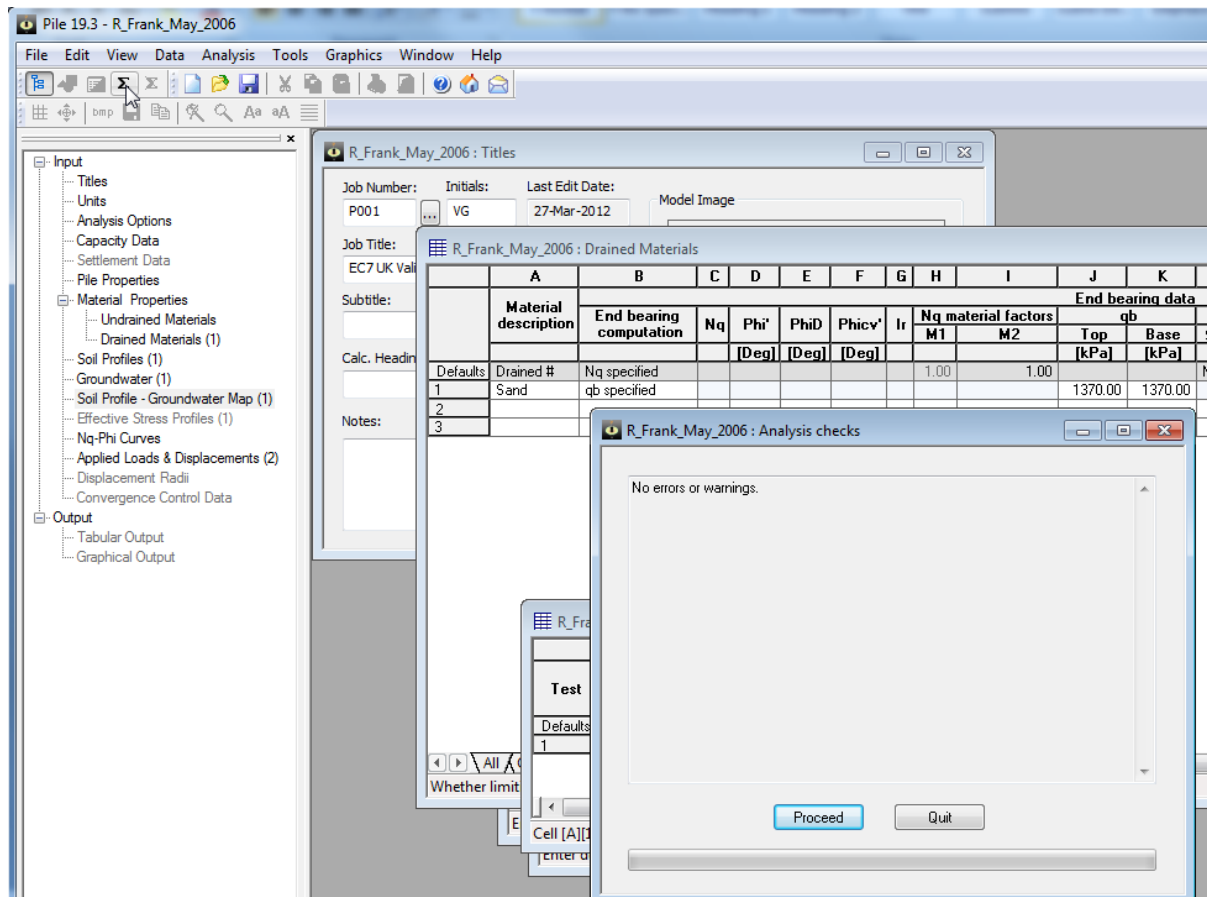 Pile 19.3 - R_Frank_May_2006
File Edit View Data Analysis Tools Graphics Window Help
Σ Σ
bmp Aa aA
Input
Titles
Units
Analysis Options
Capacity Data
Settlement Data
Pile Properties
Material Properties
Undrained Materials
Drained Materials (1)
Soil Profiles (1)
Groundwater (1)
Soil Profile - Groundwater Map (1)
Effective Stress Profiles (1)
Nq-Phi Curves
Applied Loads & Displacements (2)
Displacement Radii
Convergence Control Data
Output
Tabular Output
Graphical Output
R_Frank_May_2006 : Titles
Job Number: Initials: Last Edit Date: Model Image
P001 ... VG 27-Mar-2012
Job Title:
EC7 UK Vali
Subtitle:
Calc. Headin
Notes:
R_Frank_May_2006 : Drained Materials
A B C D E F G H I J K
End bearing data
Material description End bearing computation Nq Phi' PhiD Phicv' Ir Nq material factors qb
M1 M2 Top Base
[Deg] [Deg] [Deg] [kPa] [kPa]
Defaults Drained # Nq specified 1.00 1.00
1 Sand qb specified 1370.00 1370.00
2
3
All
Whether limit
R_Fra
Test
Defaults
1
Cell [A][1
E
Enter d
R_Frank_May_2006 : Analysis checks
No errors or warnings.
Proceed Quit